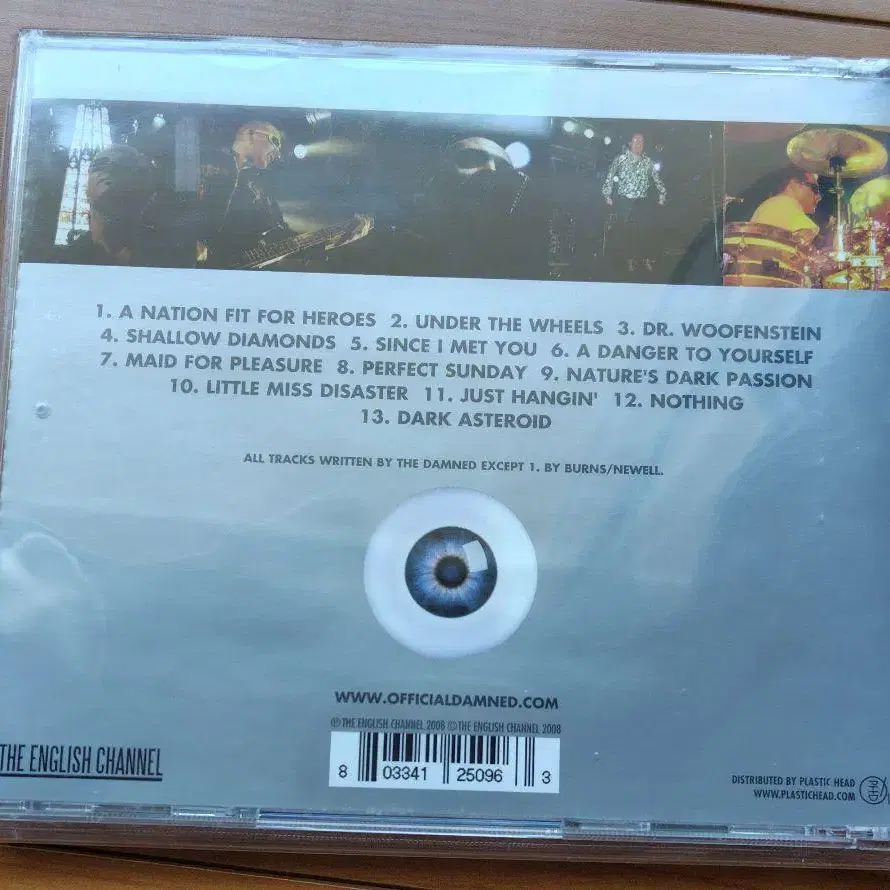 1. A NATION FIT FOR HEROES 2. UNDER THE WHEELS 3. DR. WOOFENSTEIN
4. SHALLOW DIAMONDS 5. SINCE I MET YOU 6. A DANGER TO YOURSELF
7. MAID FOR PLEASURE 8. PERFECT SUNDAY 9. NATURE'S DARK PASSION
10. LITTLE MISS DISASTER 11. JUST HANGIN' 12. NOTHING
13. DARK ASTEROID
ALL TRACKS WRITTEN BY THE DAMNED EXCEPT 1. BY BURNS/NEWELL.
WWW.OFFICIALDAMNED.COM
℗ THE ENGLISH CHANNEL 2008 © THE ENGLISH CHANNEL 2008
8 03341 25096 3
THE ENGLISH CHANNEL
DISTRIBUTED BY PLASTIC HEAD
WWW.PLASTICHEAD.COM